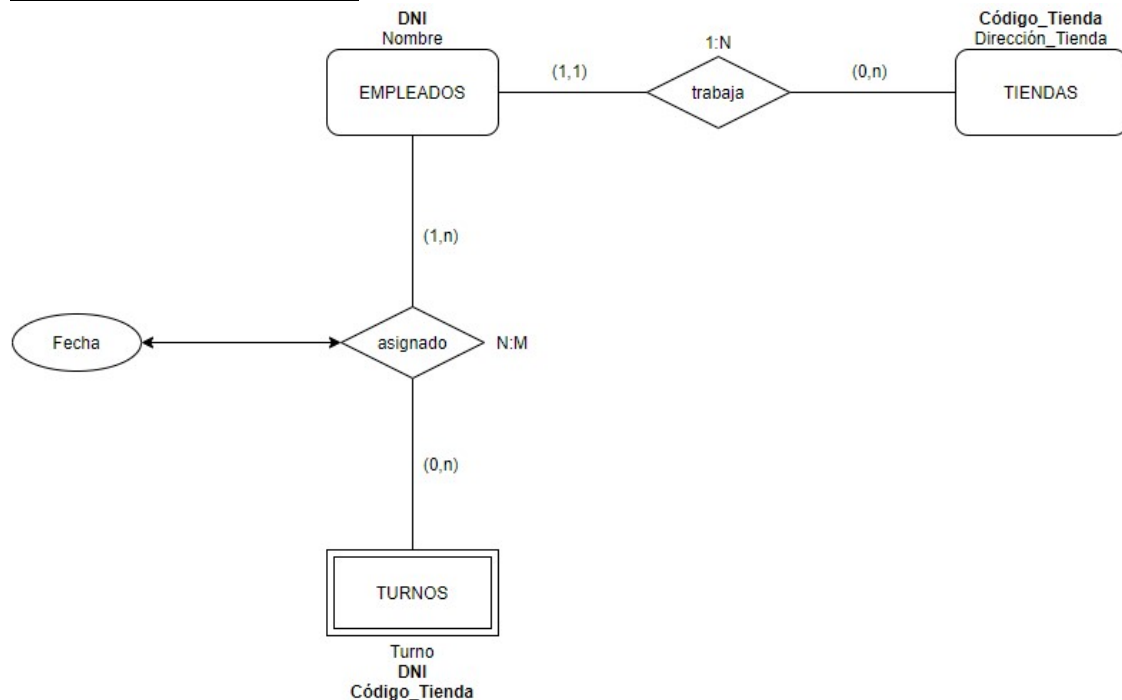 DNI
Nombre
EMPLEADOS
(1,1)
1:N
trabaja
(0,n)
Código_Tienda
Dirección_Tienda
TIENDAS
(1,n)
Fecha
asignado
N:M
(0,n)
TURNOS
Turno
DNI
Código_Tienda